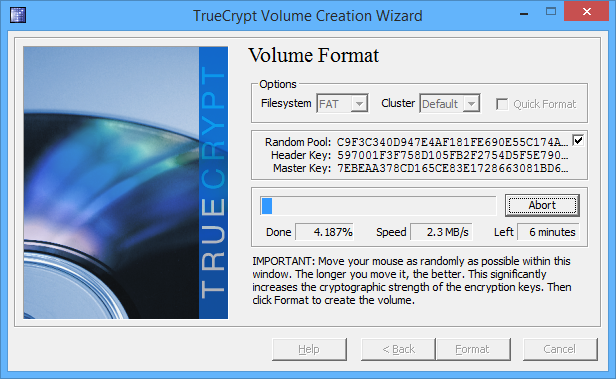 TrueCrypt Volume Creation Wizard
TRUECRYPT
Volume Format
Options
Filesystem FAT Cluster Default Quick Format
Random Pool: C9F3C340D947E4AF181FE690E55C174A...
Header Key: 597001F3F758D105FB2F2754D5F5E790...
Master Key: 7EBEAA378CD165CE83E1728663081BD6...
Abort
Done 4.187% Speed 2.3 MB/s Left 6 minutes
IMPORTANT: Move your mouse as randomly as possible within this
window. The longer you move it, the better. This significantly
increases the cryptographic strength of the encryption keys. Then
click Format to create the volume.
Help < Back Format Cancel